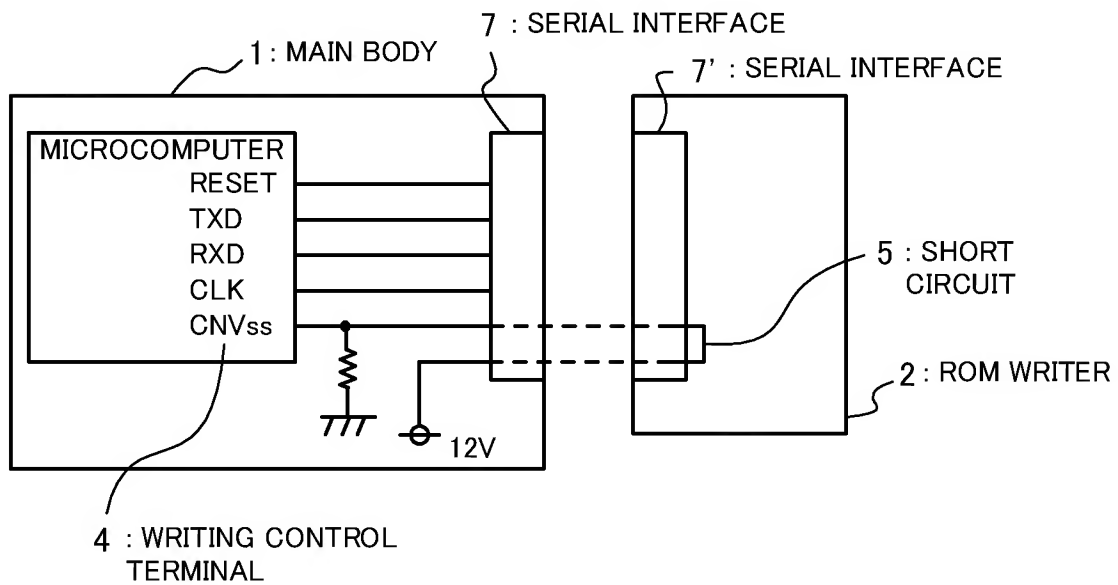 7 : SERIAL INTERFACE
1 : MAIN BODY
7' : SERIAL INTERFACE
MICROCOMPUTER
RESET
TXD
RXD
CLK
CNVss
5 : SHORT
CIRCUIT
2 : ROM WRITER
12V
4 : WRITING CONTROL
TERMINAL